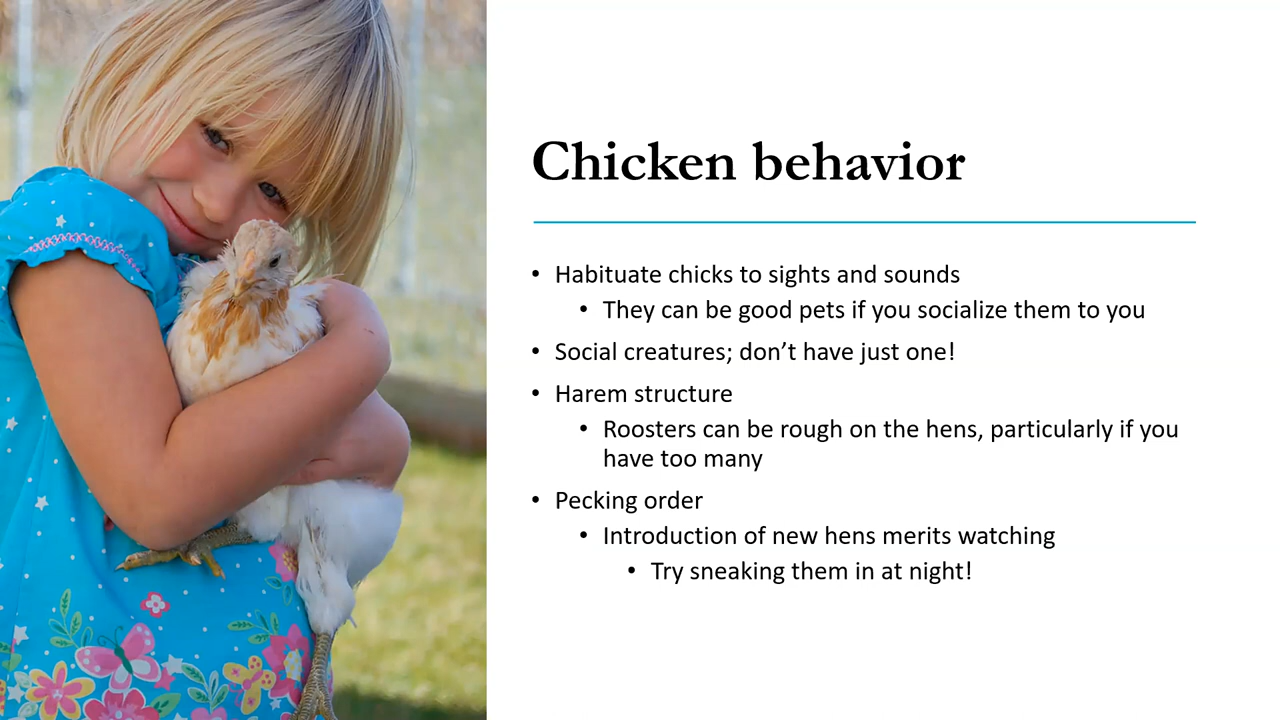 Chicken behavior
• Habituate chicks to sights and sounds
• They can be good pets if you socialize them to you
• Social creatures; don’t have just one!
• Harem structure
• Roosters can be rough on the hens, particularly if you
have too many
• Pecking order
• Introduction of new hens merits watching
• Try sneaking them in at night!